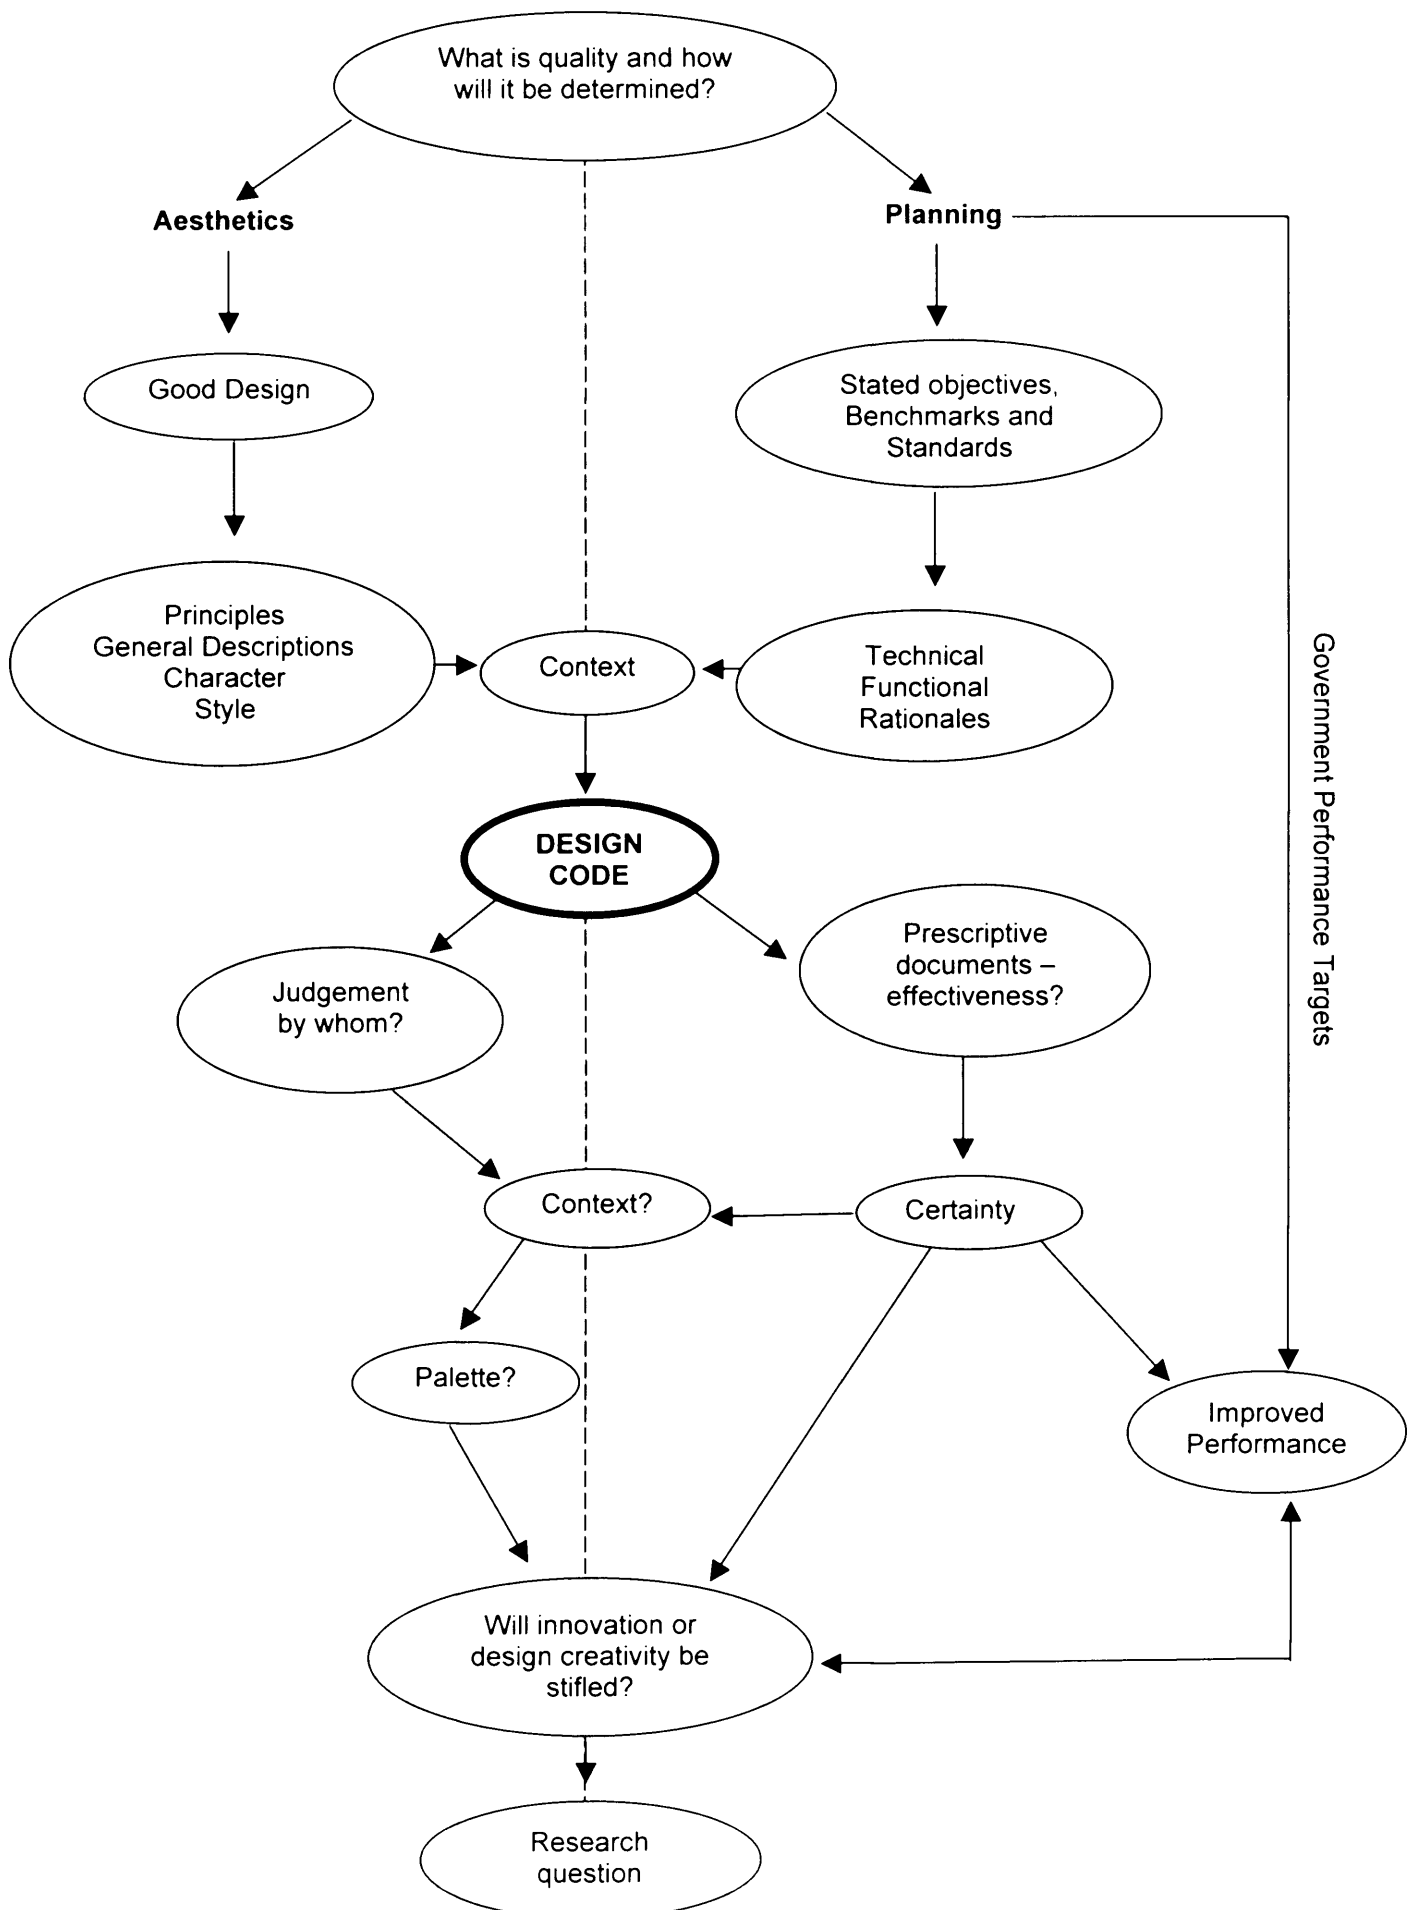 What is quality and how
will it be determined?
Aesthetics
Planning
Good Design
Stated objectives,
Benchmarks and
Standards
Principles
General Descriptions
Character
Style
Context
Technical
Functional
Rationales
Government Performance Targets
DESIGN
CODE
Judgement
by whom?
Prescriptive
documents –
effectiveness?
Context?
Certainty
Palette?
Improved
Performance
Will innovation or
design creativity be
stifled?
Research
question